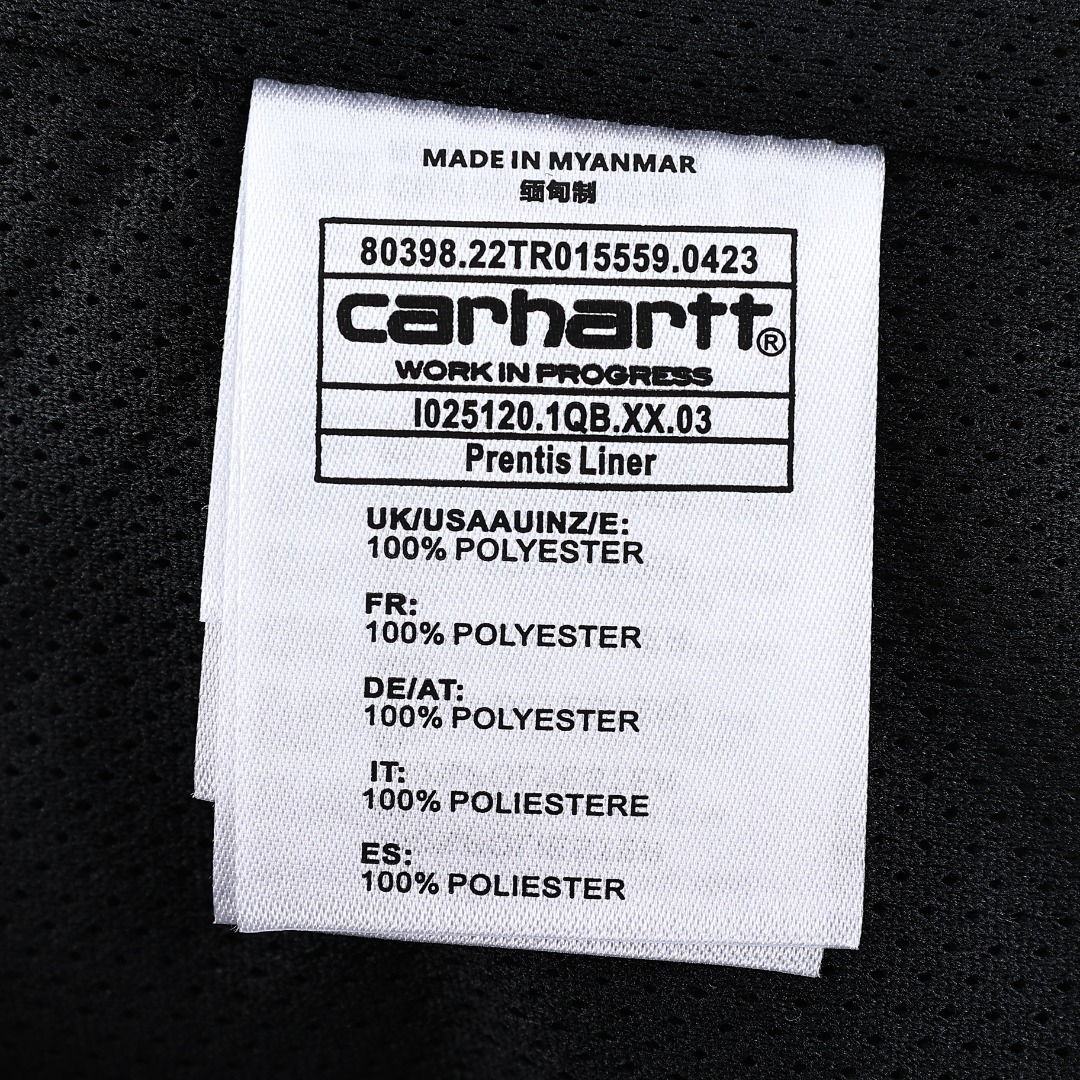 MADE IN MYANMAR
缅甸制
80398.22TR015559.0423
carhartt®
WORK IN PROGRESS
I025120.1QB.XX.03
Prentis Liner
UK/USAAUINZ/E:
100% POLYESTER
FR:
100% POLYESTER
DE/AT:
100% POLYESTER
IT:
100% POLIESTERE
ES:
100% POLIESTER